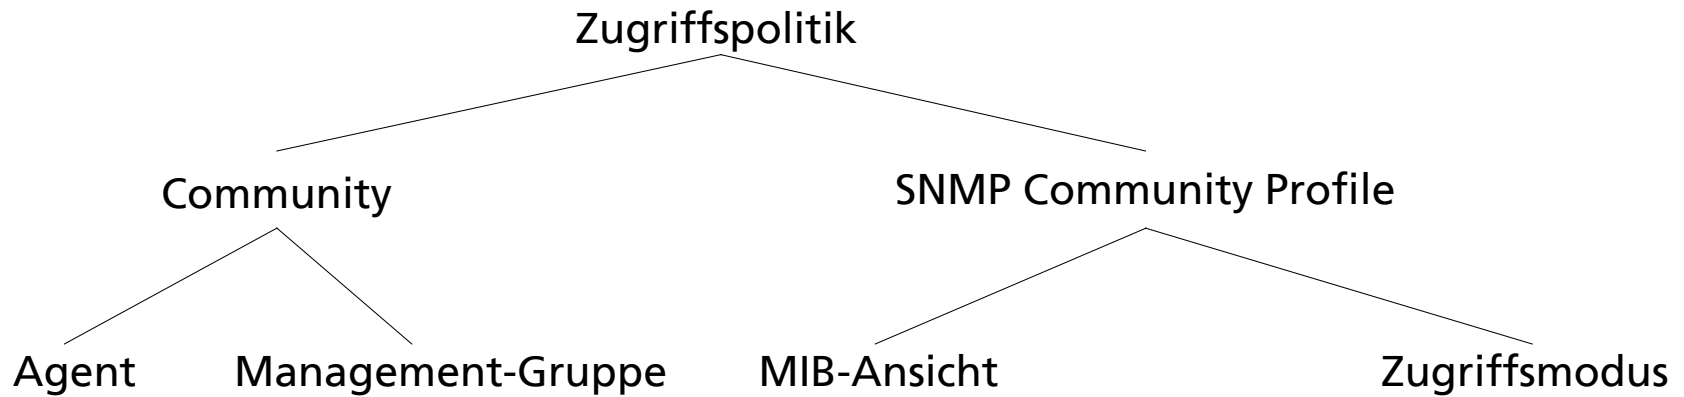 Zugriffspolitik
Community
SNMP Community Profile
Agent
Management-Gruppe
MIB-Ansicht
Zugriffsmodus